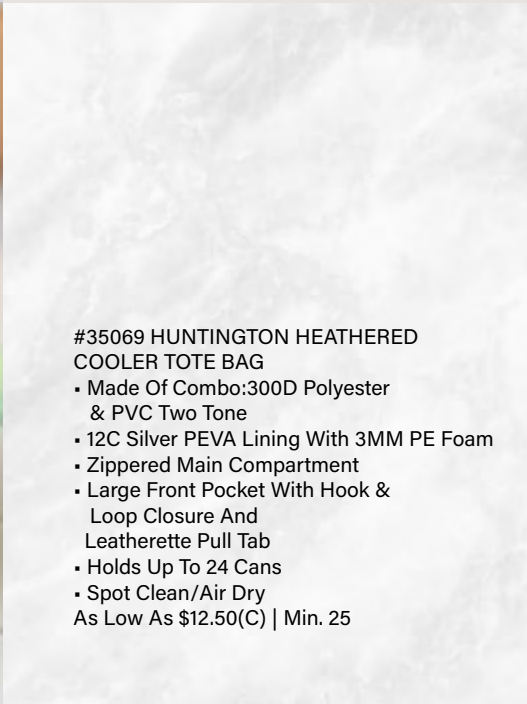 #35069 HUNTINGTON HEATHERED
COOLER TOTE BAG
▪ Made Of Combo:300D Polyester
& PVC Two Tone
▪ 12C Silver PEVA Lining With 3MM PE Foam
▪ Zippered Main Compartment
▪ Large Front Pocket With Hook &
Loop Closure And
Leatherette Pull Tab
▪ Holds Up To 24 Cans
▪ Spot Clean/Air Dry
As Low As $12.50(C) | Min. 25